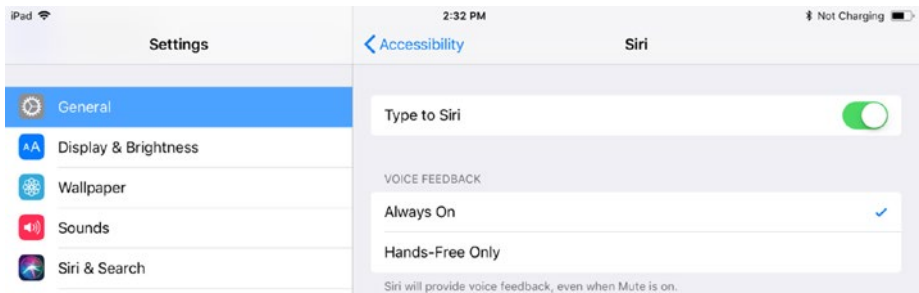 iPad 2:32 PM Not Charging
Settings Accessibility Siri
General
Display & Brightness
Wallpaper
Sounds
Siri & Search
Type to Siri
VOICE FEEDBACK
Always On
Hands-Free Only
Siri will provide voice feedback, even when Mute is on.